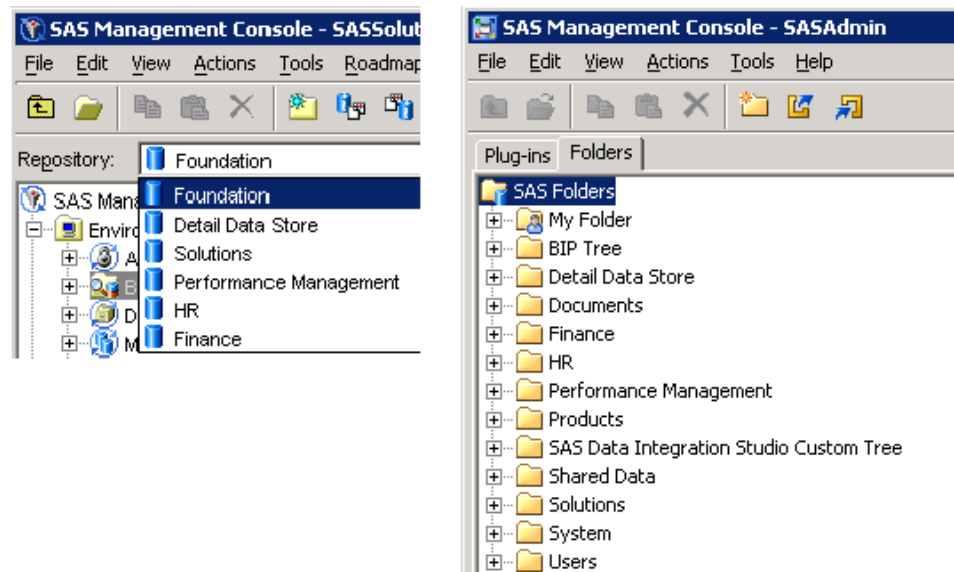 SAS Management Console - SASSolut
File Edit View Actions Tools Roadmap
Repository: Foundation
Foundation
Detail Data Store
Solutions
Performance Management
HR
Finance
SAS Mana
Enviro
A
B
D
M
SAS Management Console - SASAdmin
File Edit View Actions Tools Help
Plug-ins Folders
SAS Folders
My Folder
BIP Tree
Detail Data Store
Documents
Finance
HR
Performance Management
Products
SAS Data Integration Studio Custom Tree
Shared Data
Solutions
System
Users